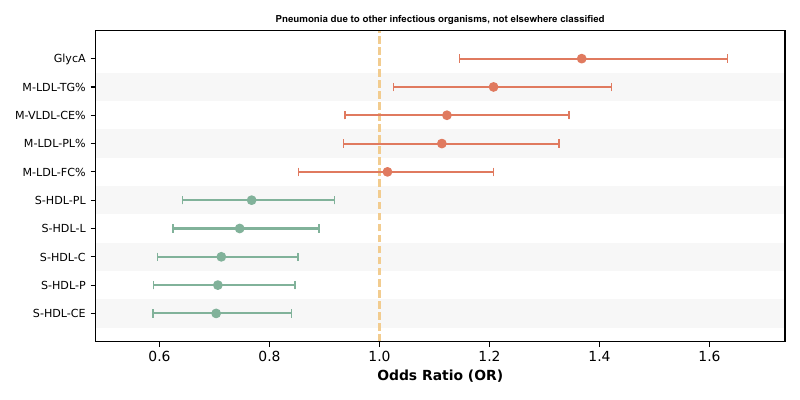 Pneumonia due to other infectious organisms, not elsewhere classified
GlycA
M-LDL-TG%
M-VLDL-CE%
M-LDL-PL%
M-LDL-FC%
S-HDL-PL
S-HDL-L
S-HDL-C
S-HDL-P
S-HDL-CE
0.6 0.8 1.0 1.2 1.4 1.6
Odds Ratio (OR)